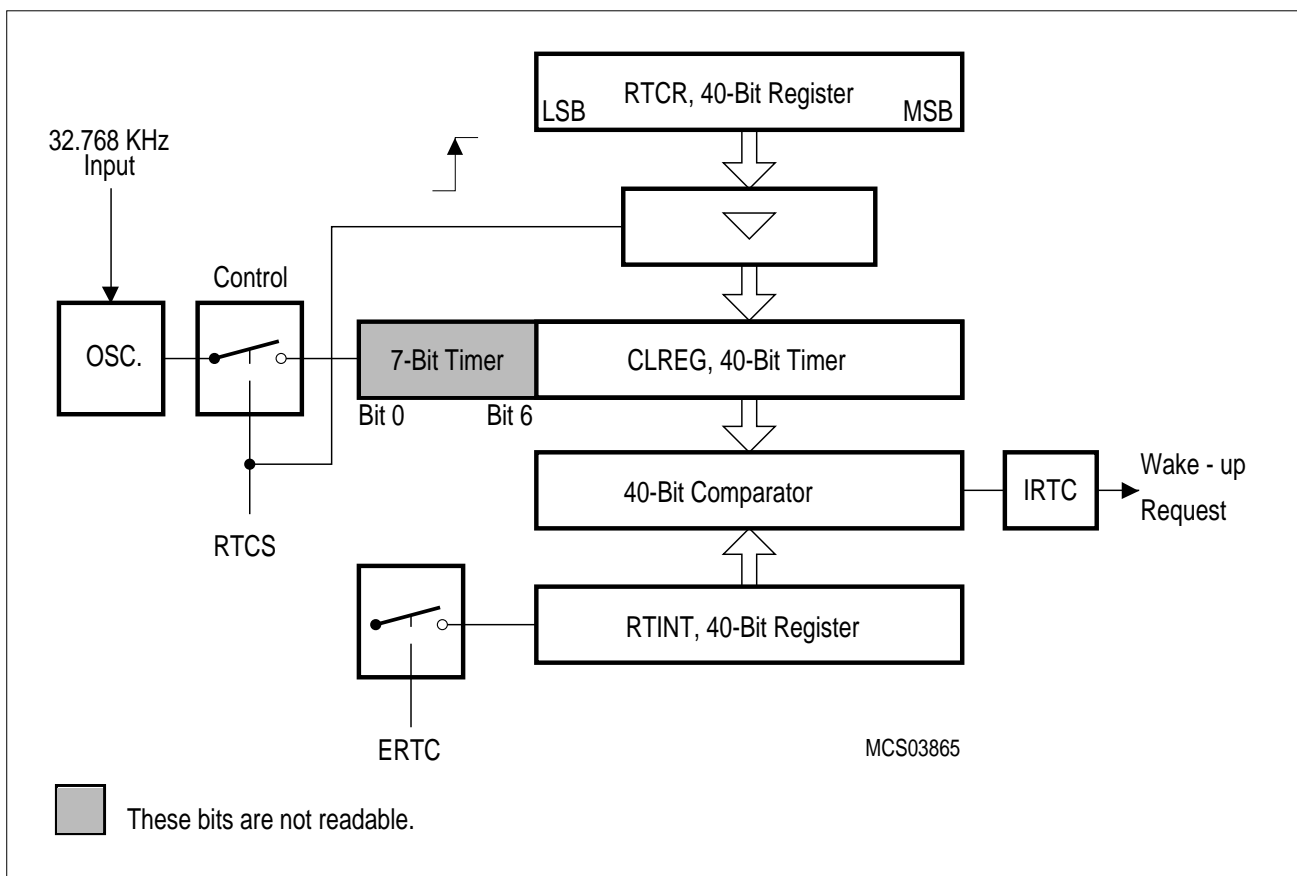 RTCR, 40-Bit Register
LSB
MSB
32.768 KHz
Input
Control
OSC.
7-Bit Timer
CLREG, 40-Bit Timer
Bit 0
Bit 6
40-Bit Comparator
IRTC
Wake - up
Request
RTCS
RTINT, 40-Bit Register
ERTC
MCS03865
These bits are not readable.